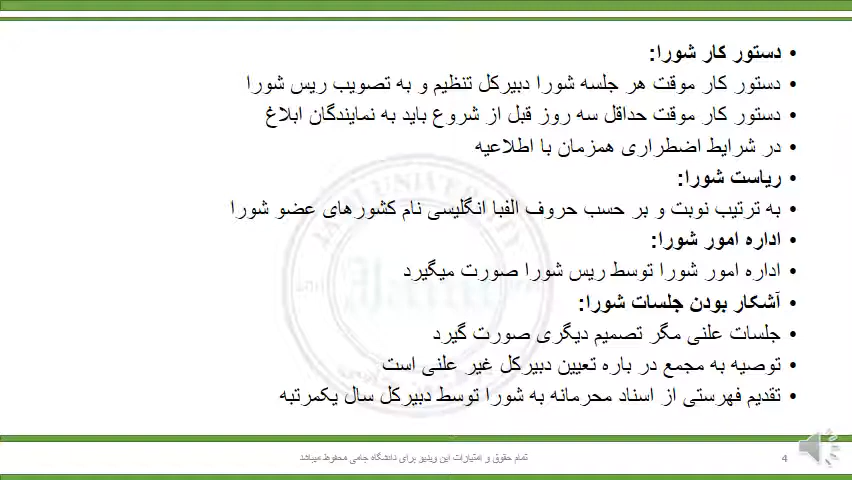 • دستور کار شورا:
• دستور کار موقت هر جلسه شورا دبیرکل تنظیم و به تصویب ریس شورا
• دستور کار موقت حداقل سه روز قبل از شروع باید به نمایندگان ابلاغ
• در شرایط اضطراری همزمان با اطلاعیه
• ریاست شورا:
• به ترتیب نوبت و بر حسب حروف الفبا انگلیسی نام کشورهای عضو شورا
• اداره امور شورا:
• اداره امور شورا توسط ریس شورا صورت میگیرد
• آشکار بودن جلسات شورا:
• جلسات علنی مگر تصمیم دیگری صورت گیرد
• توصیه به مجمع در باره تعیین دبیرکل غیر علنی است
• تقدیم فهرستی از اسناد محرمانه به شورا توسط دبیرکل سال یکمرتبه
JAMI UNIVERSITY
تمام حقوق و امتیازات این ویدیو برای دانشگاه جامی محفوظ میباشد
4